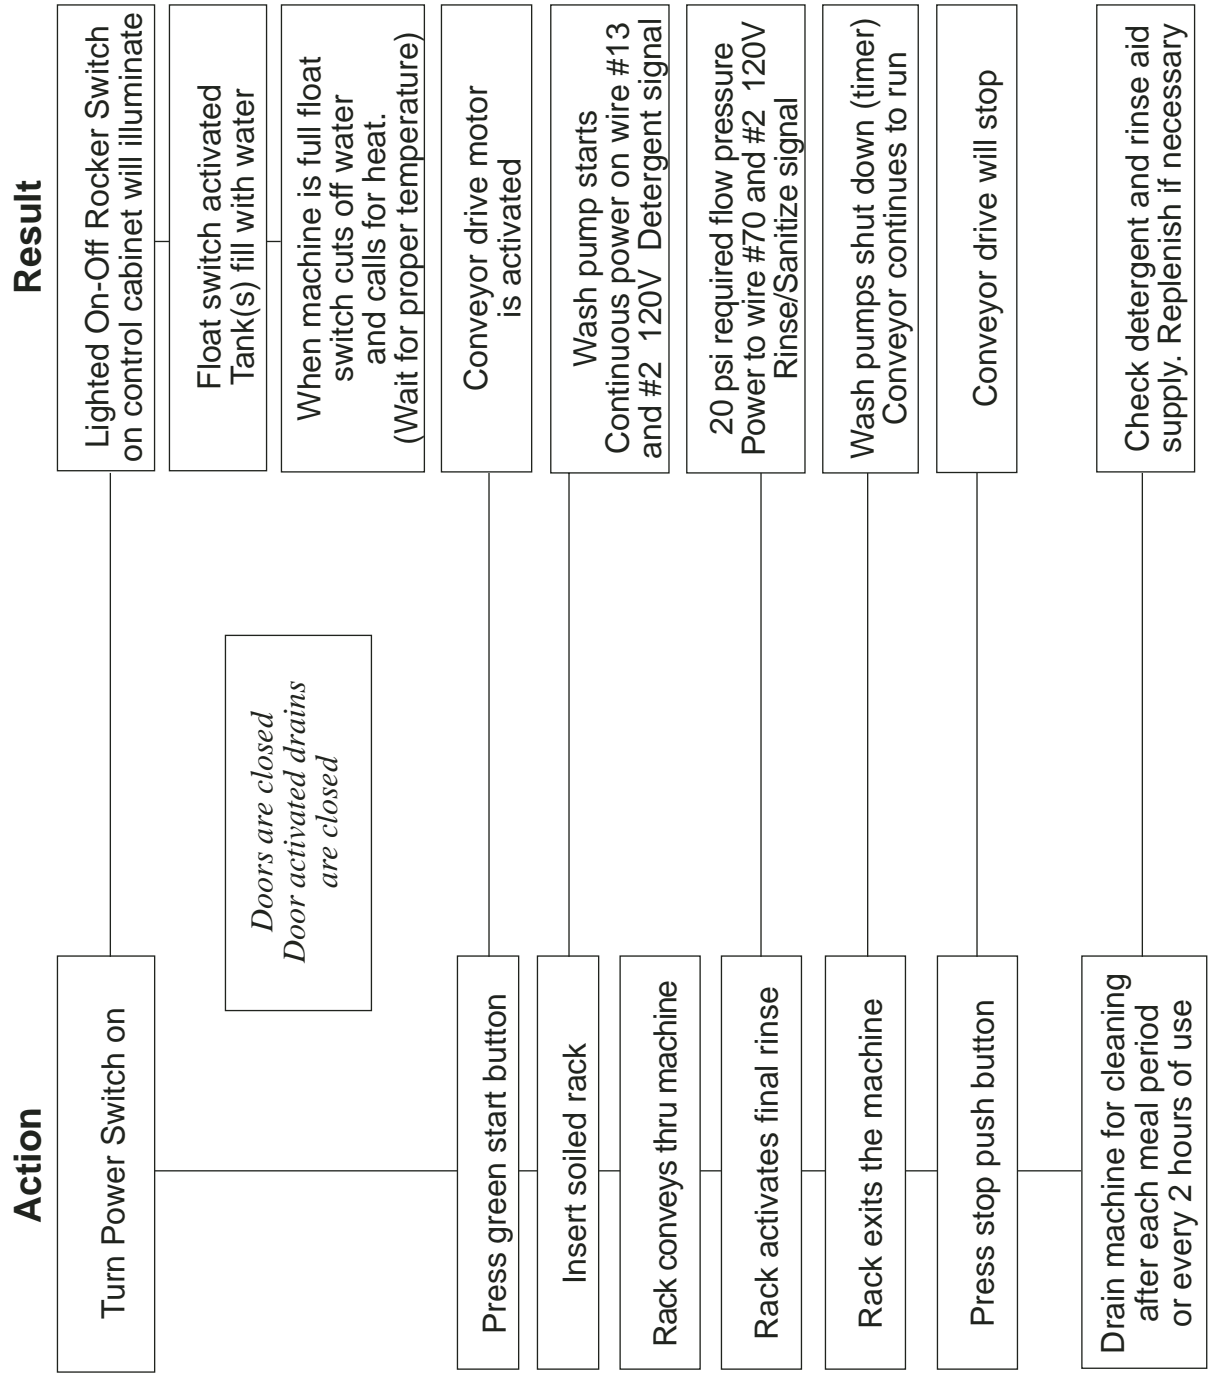 Action
Result
Turn Power Switch on
Lighted On-Off Rocker Switch
on control cabinet will illuminate
Float switch activated
Tank(s) fill with water
When machine is full float
switch cuts off water
and calls for heat.
(Wait for proper temperature)
Doors are closed
Door activated drains
are closed
Press green start button
Conveyor drive motor
is activated
Insert soiled rack
Wash pump starts
Continuous power on wire #13
and #2  120V  Detergent signal
Rack conveys thru machine
Rack activates final rinse
20 psi required flow pressure
Power to wire #70 and #2  120V
Rinse/Sanitize signal
Rack exits the machine
Wash pumps shut down (timer)
Conveyor continues to run
Press stop push button
Conveyor drive will stop
Drain machine for cleaning
after each meal period
or every 2 hours of use
Check detergent and rinse aid
supply. Replenish if necessary